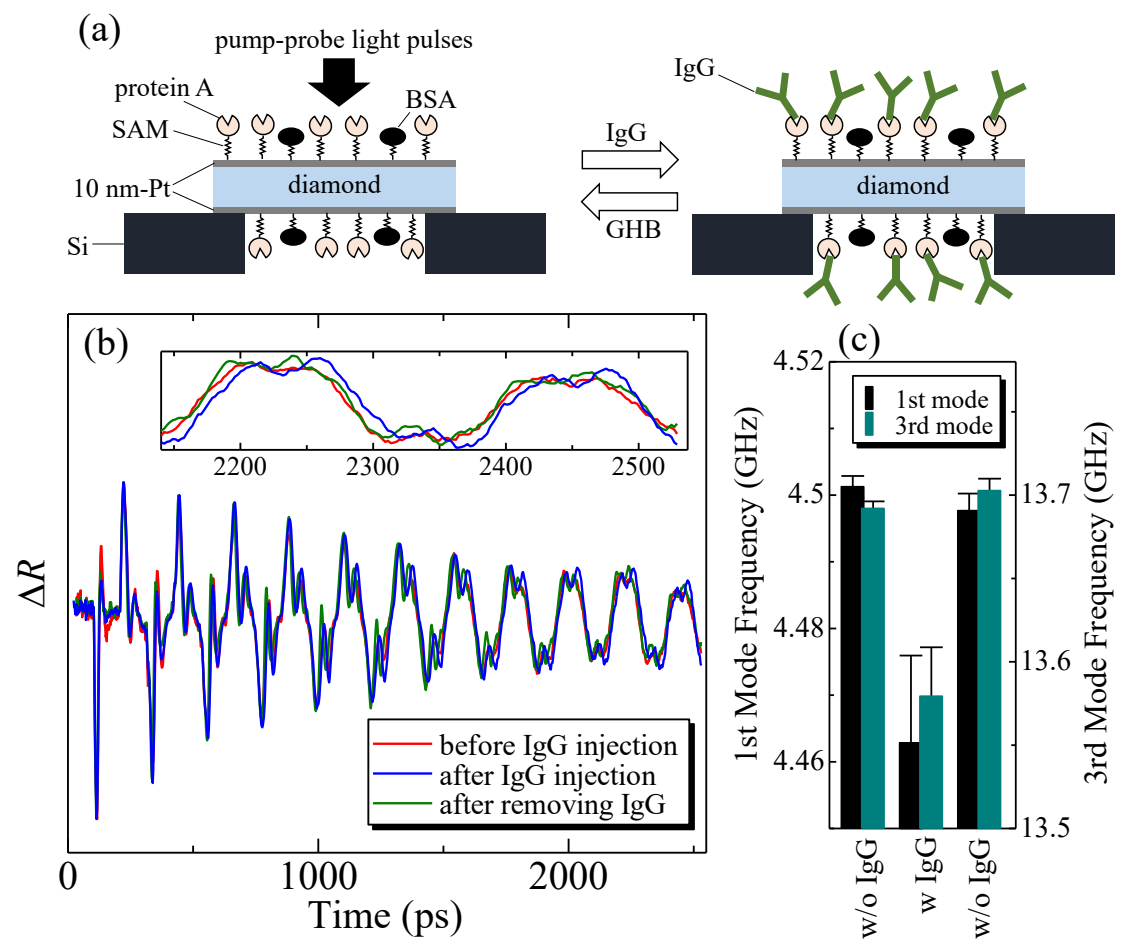 (a)
pump-probe light pulses
protein A
BSA
SAM
10 nm-Pt
diamond
Si
IgG
GHB
IgG
diamond
(b)
2200 2300 2400 2500
ΔR
before IgG injection
after IgG injection
after removing IgG
0 1000 2000
Time (ps)
(c)
1st mode
3rd mode
4.52
4.5
4.48
4.46
1st Mode Frequency (GHz)
13.7
13.6
13.5
3rd Mode Frequency (GHz)
w/o IgG
w IgG
w/o IgG